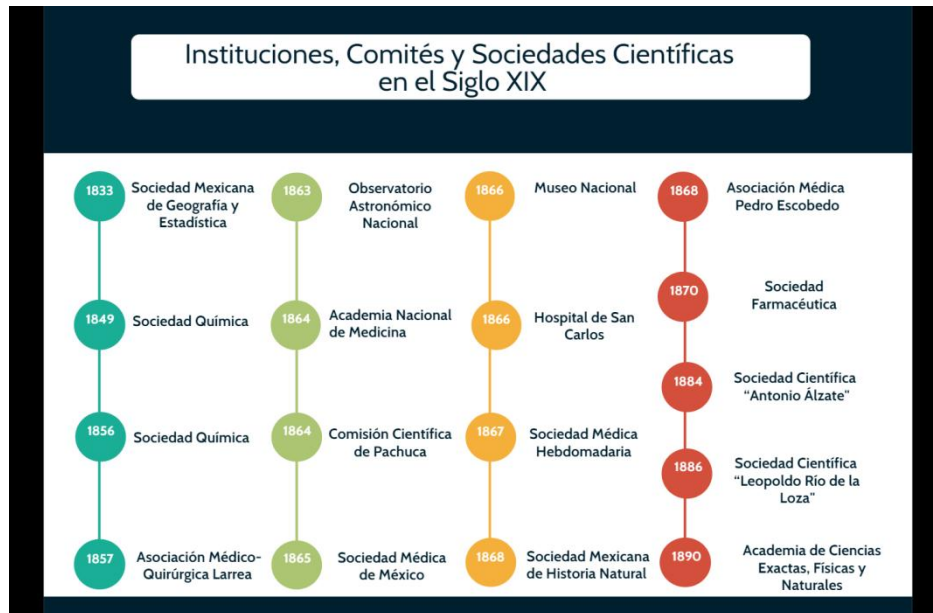 Instituciones, Comités y Sociedades Científicas
en el Siglo XIX
1833
Sociedad Mexicana
de Geografía y
Estadística
1849
Sociedad Química
1856
Sociedad Química
1857
Asociación Médico-
Quirúrgica Larrea
1863
Observatorio
Astronómico
Nacional
1864
Academia Nacional
de Medicina
1864
Comisión Científica
de Pachuca
1865
Sociedad Médica
de México
1866
Museo Nacional
1866
Hospital de San
Carlos
1867
Sociedad Médica
Hebdomadaria
1868
Sociedad Mexicana
de Historia Natural
1868
Asociación Médica
Pedro Escobedo
1870
Sociedad
Farmacéutica
1884
Sociedad Científica
“Antonio Álzate”
1886
Sociedad Científica
“Leopoldo Río de la
Loza”
1890
Academia de Ciencias
Exactas, Físicas y
Naturales